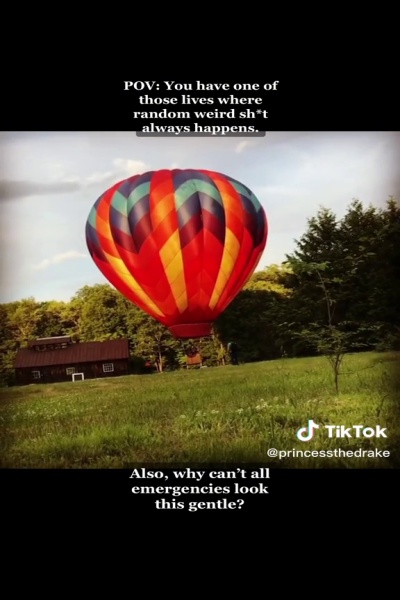 POV: You have one of
those lives where
random weird sh*t
always happens.
TikTok
@princessthedrake
Also, why can't all
emergencies look
this gentle?